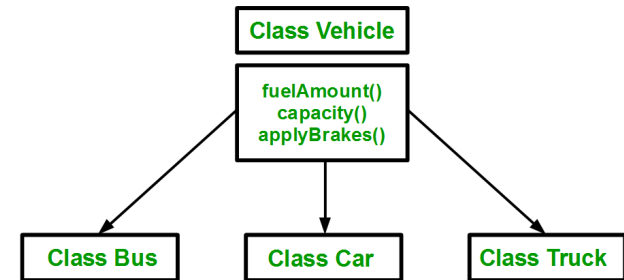 Class Vehicle
fuelAmount()
capacity()
applyBrakes()
Class Bus
Class Car
Class Truck